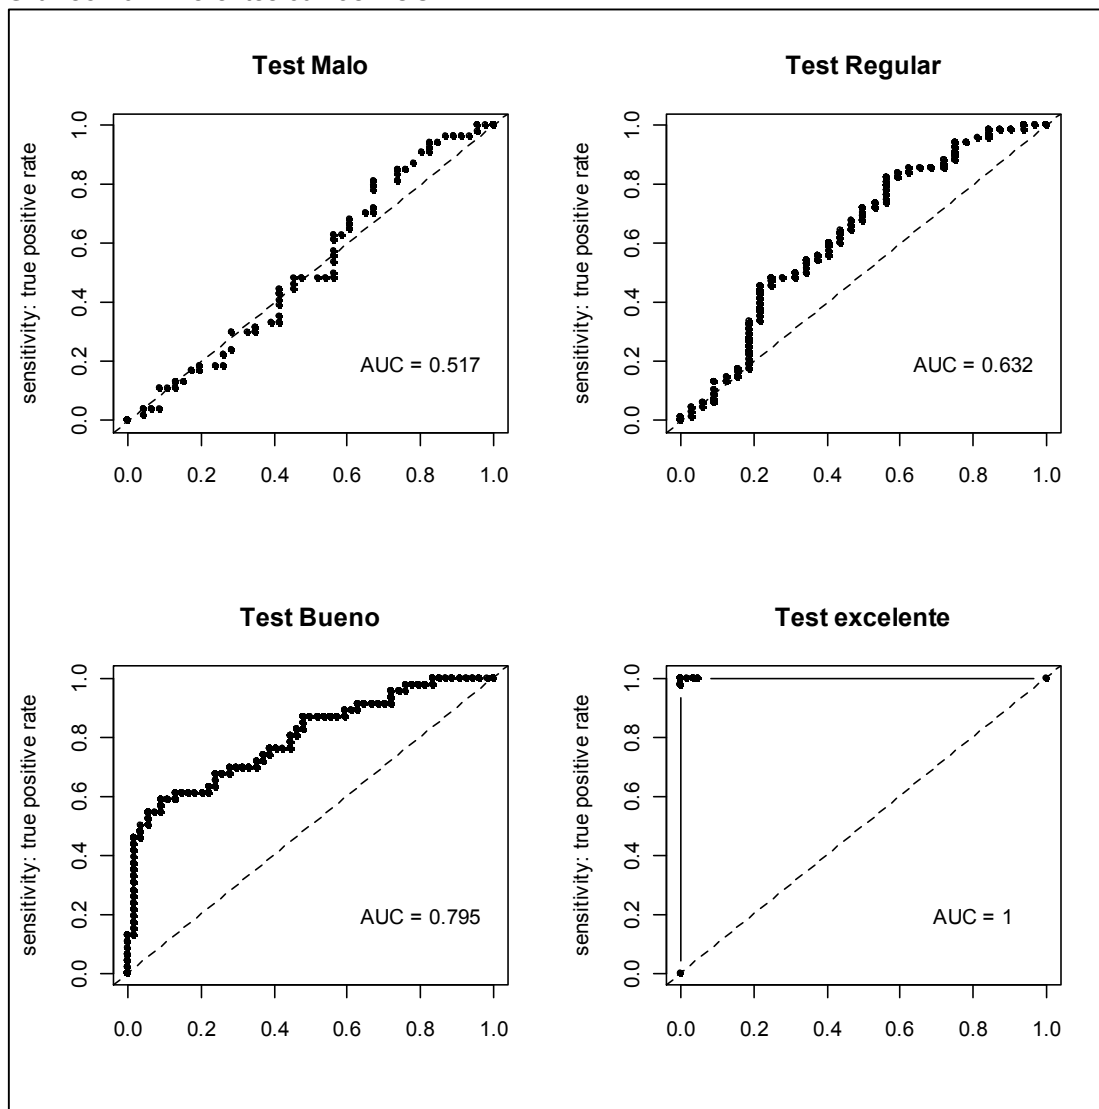 Test Malo
sensitivity: true positive rate
0.0 0.2 0.4 0.6 0.8 1.0
AUC = 0.517
0.0 0.2 0.4 0.6 0.8 1.0
Test Regular
sensitivity: true positive rate
0.0 0.2 0.4 0.6 0.8 1.0
AUC = 0.632
0.0 0.2 0.4 0.6 0.8 1.0
Test Bueno
sensitivity: true positive rate
0.0 0.2 0.4 0.6 0.8 1.0
AUC = 0.795
0.0 0.2 0.4 0.6 0.8 1.0
Test excelente
sensitivity: true positive rate
0.0 0.2 0.4 0.6 0.8 1.0
AUC = 1
0.0 0.2 0.4 0.6 0.8 1.0